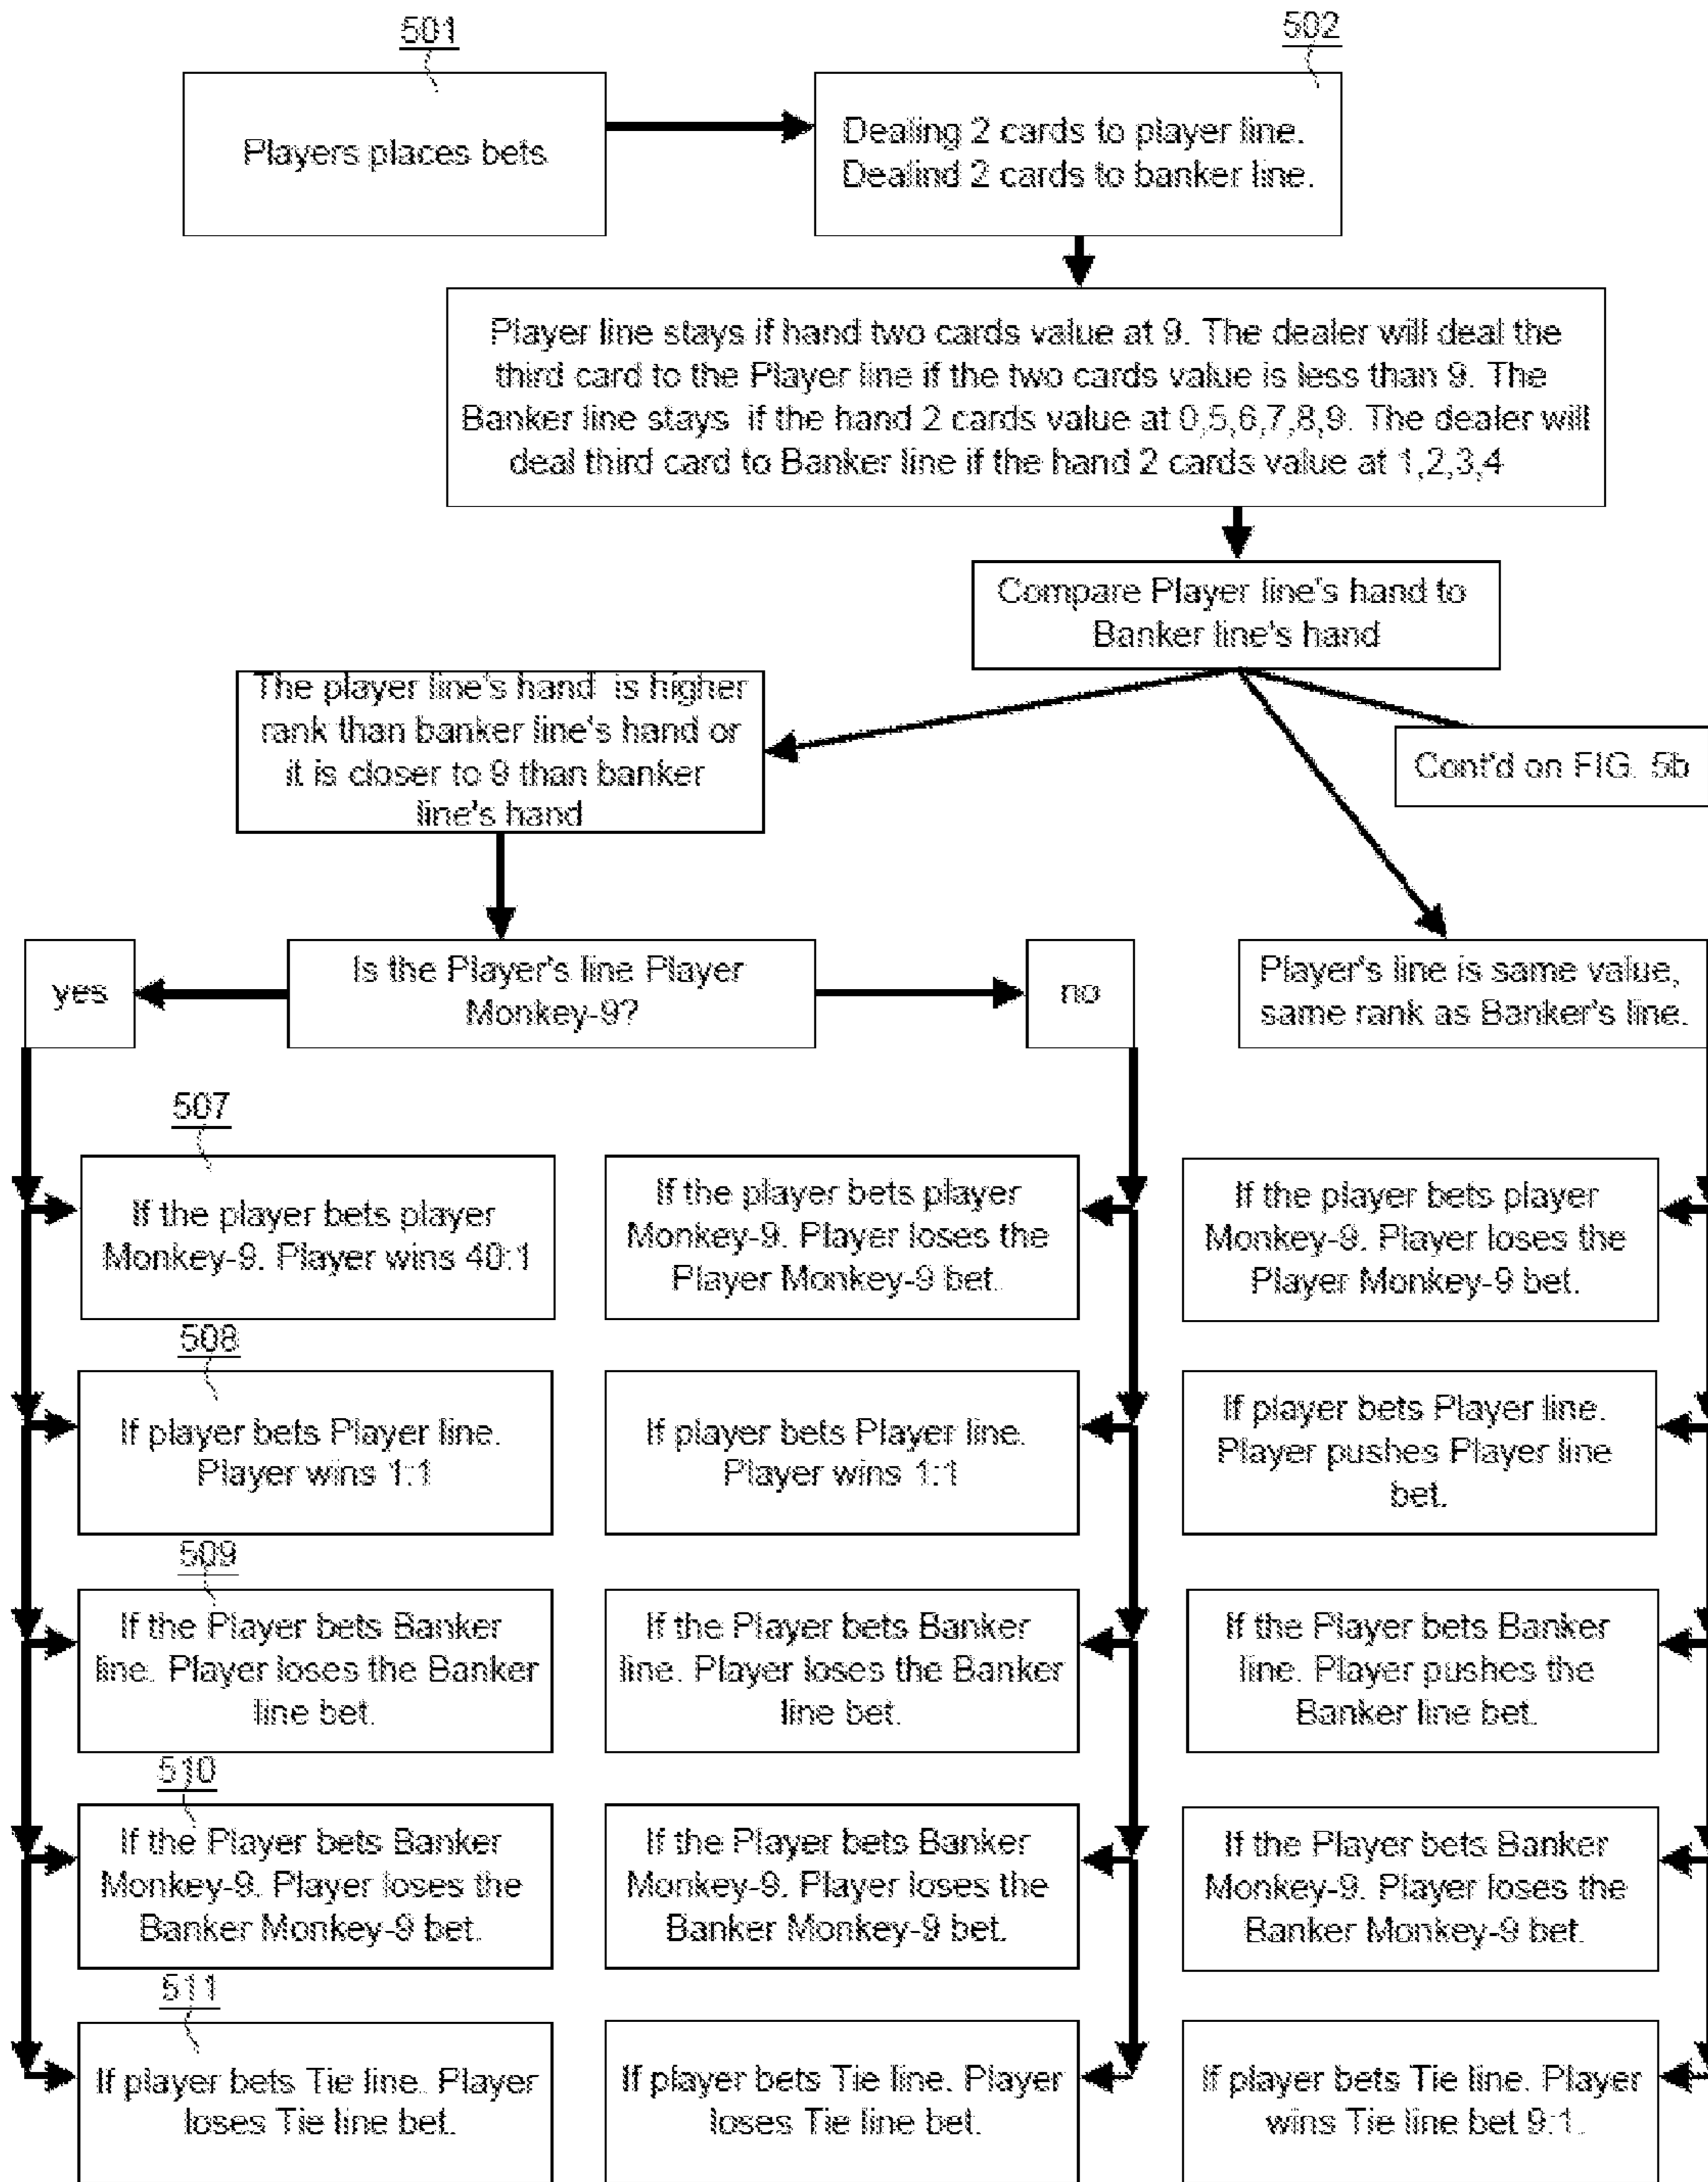 501
502
Players places bets
Dealing 2 cards to player line.
Dealind 2 cards to banker line.
Player line stays if hand two cards value at 9. The dealer will deal the
third card to the Player line if the two cards value is less than 9. The
Banker line stays if the hand 2 cards value at 0,5,6,7,8,9. The dealer will
deal third card to Banker line if the hand 2 cards value at 1,2,3,4
Compare Player line's hand to
Banker line's hand
The player line's hand is higher
rank than banker line's hand or
it is closer to 9 than banker
line's hand
Cont'd on FIG. 5b
yes
Is the Player's line Player
Monkey-9?
no
Player's line is same value,
same rank as Banker's line.
507
If the player bets player
Monkey-9. Player wins 40:1
If the player bets player
Monkey-9. Player loses the
Player Monkey-9 bet.
If the player bets player
Monkey-9. Player loses the
Player Monkey-9 bet.
508
If player bets Player line.
Player wins 1:1
If player bets Player line.
Player wins 1:1
If player bets Player line.
Player pushes Player line
bet.
509
If the Player bets Banker
line. Player loses the Banker
line bet.
If the Player bets Banker
line. Player loses the Banker
line bet.
If the Player bets Banker
line. Player pushes the
Banker line bet.
510
If the Player bets Banker
Monkey-9. Player loses the
Banker Monkey-9 bet.
If the Player bets Banker
Monkey-9. Player loses the
Banker Monkey-9 bet.
If the Player bets Banker
Monkey-9. Player loses the
Banker Monkey-9 bet.
511
If player bets Tie line. Player
loses Tie line bet.
If player bets Tie line. Player
loses Tie line bet.
If player bets Tie line. Player
wins Tie line bet 9:1.